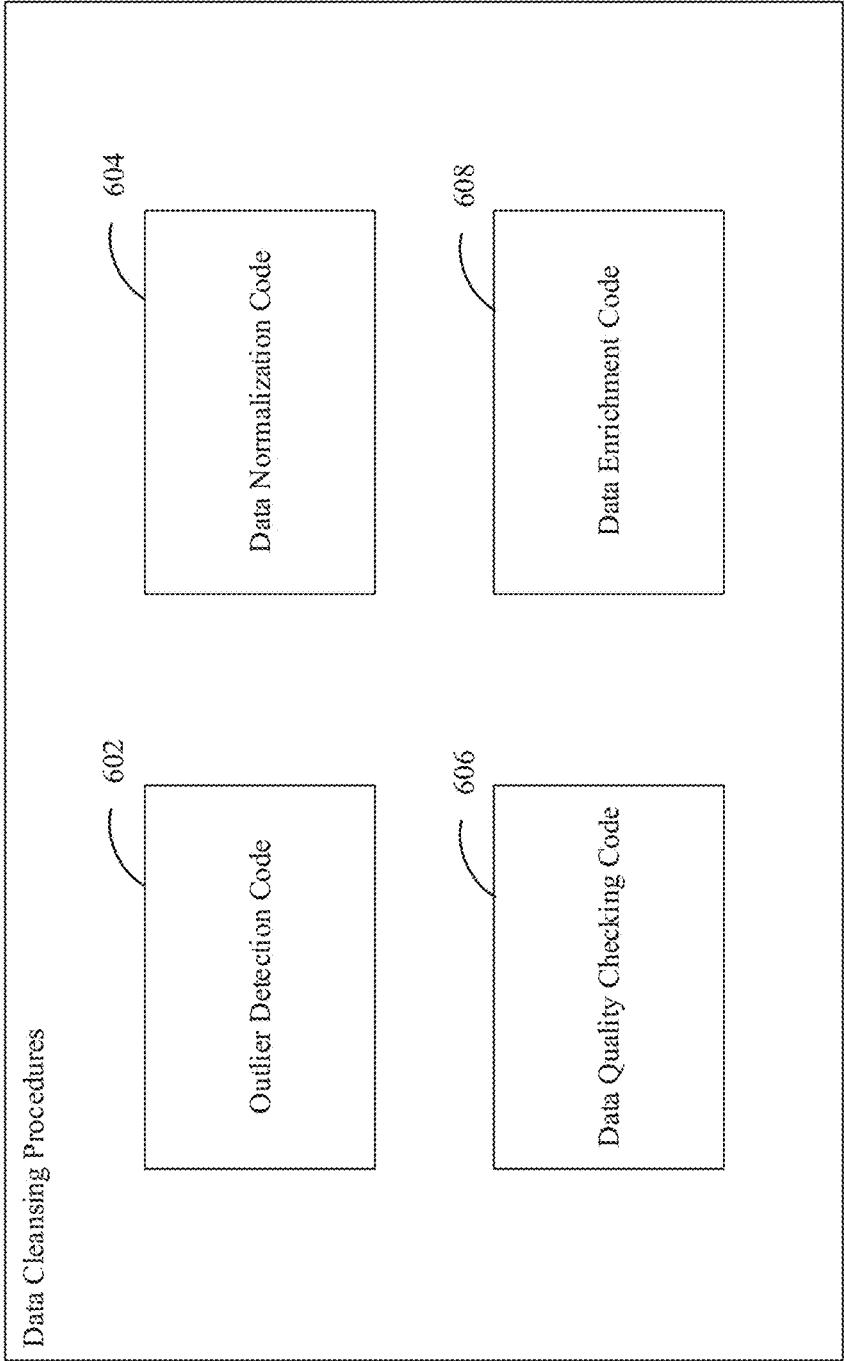 Data Cleansing Procedures
602
Outlier Detection Code
604
Data Normalization Code
606
Data Quality Checking Code
608
Data Enrichment Code